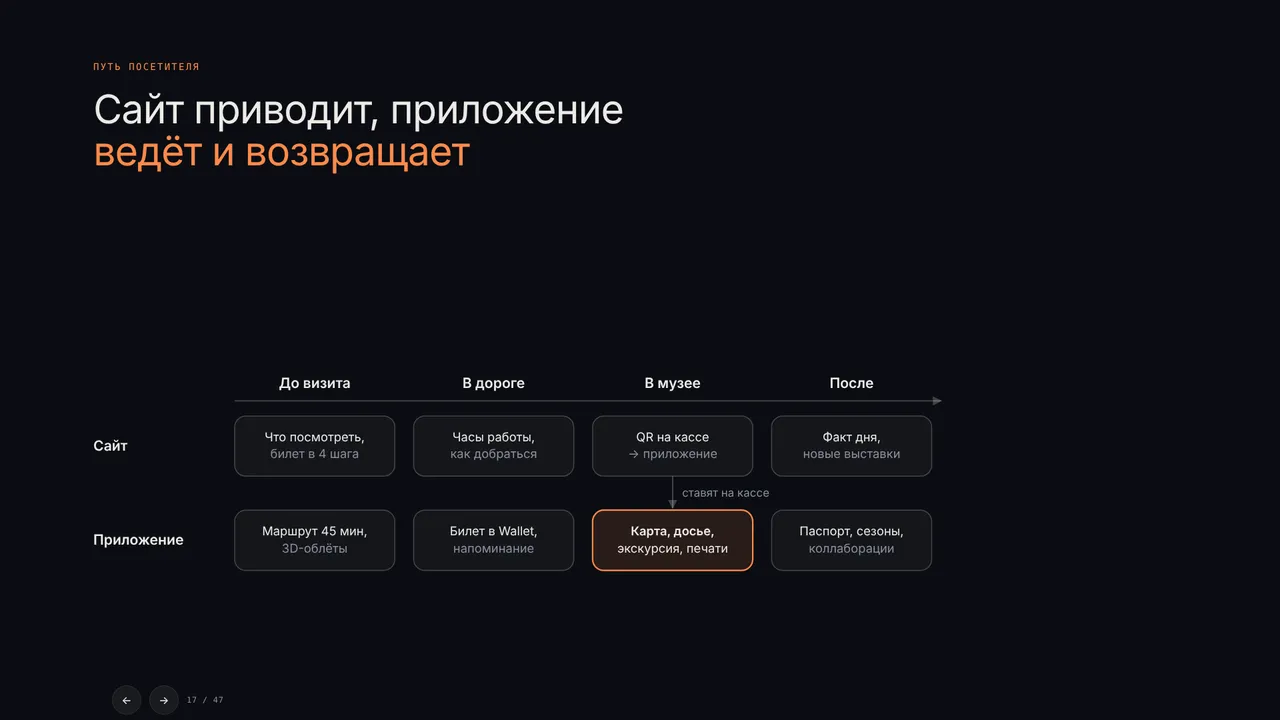 ПУТЬ ПОСЕТИТЕЛЯ
Сайт приводит, приложение
ведёт и возвращает
До визита
В дороге
В музее
После
Сайт
Что посмотреть,
билет в 4 шага
Часы работы,
как добраться
QR на кассе
→ приложение
Факт дня,
новые выставки
ставят на кассе
Приложение
Маршрут 45 мин,
3D-облёты
Билет в Wallet,
напоминание
Карта, досье,
экскурсия, печати
Паспорт, сезоны,
коллаборации
← → 17 / 47